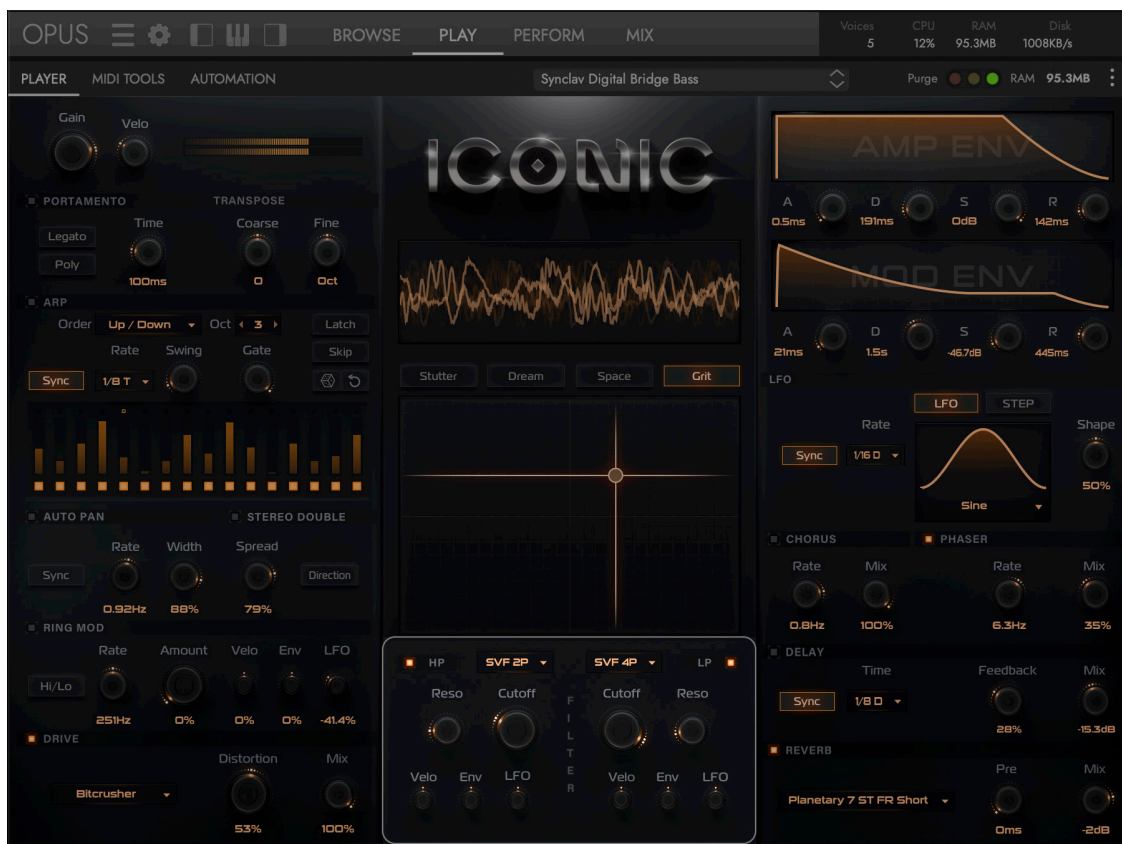 OPUS BROWSE PLAY PERFORM MIX
Voices CPU RAM Disk
5 12% 95.3MB 1008KB/s
PLAYER MIDI TOOLS AUTOMATION Synclav Digital Bridge Bass Purge RAM 95.3MB
Gain Velo
PORTAMENTO TRANSPOSE
Legato Time Coarse Fine
Poly
100ms 0 Oct
ARP
Order Up / Down Oct 3 Latch
Rate Swing Gate Skip
Sync 1/8 T
AUTO PAN STEREO DOUBLE
Rate Width Spread
Sync Direction
0.92Hz 88% 79%
RING MOD
Rate Amount Velo Env LFO
Hi/Lo
251Hz 0% 0% 0% -41.4%
DRIVE
Distortion Mix
Bitcrusher
53% 100%
ICONIC
Stutter Dream Space Grit
HP SVF 2P SVF 4P LP
Reso Cutoff Cutoff Reso
FILTER
Velo Env LFO Velo Env LFO
AMP ENV
A D S R
0.5ms 191ms 0dB 142ms
MOD ENV
A D S R
21ms 1.5s -46.7dB 445ms
LFO
LFO STEP
Rate Shape
Sync 1/16 D
50%
Sine
CHORUS PHASER
Rate Mix Rate Mix
0.8Hz 100% 6.3Hz 35%
DELAY
Time Feedback Mix
Sync 1/8 D
28% -15.3dB
REVERB
Pre Mix
Planetary 7 ST FR Short
0ms -2dB